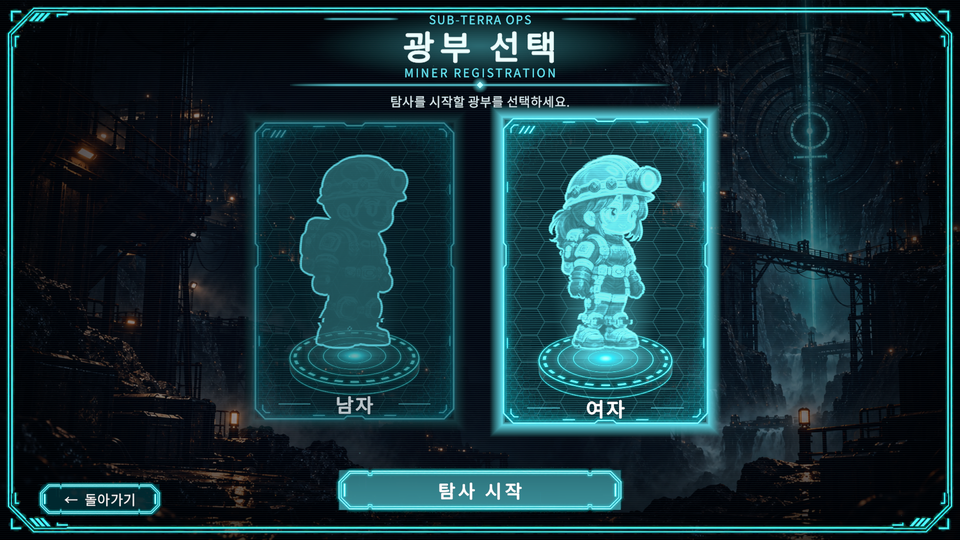 SUB-TERRA OPS
광부 선택
MINER REGISTRATION
탐사를 시작할 광부를 선택하세요.
남자
여자
← 돌아가기
탐사 시작